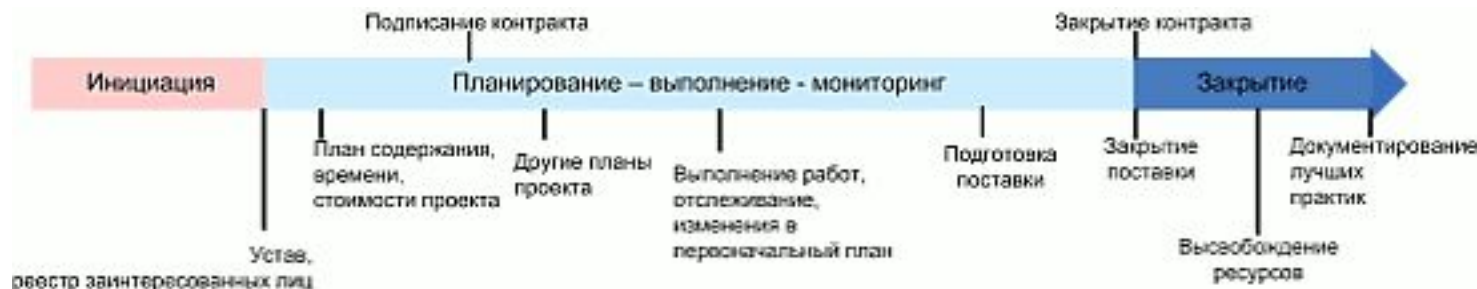 Подписание контракта
Закрытие контракта
Инициация
Планирование – выполнение - мониторинг
Закрытие
План содержания,
времени,
стоимости проекта
Другие планы
проекта
Выполнение работ,
отслеживание,
изменения в
первоначальный план
Подготовка
поставки
Закрытие
поставки
Документирование
лучших
практик
Устав,
реестр заинтересованных лиц
Высвобождение
ресурсов